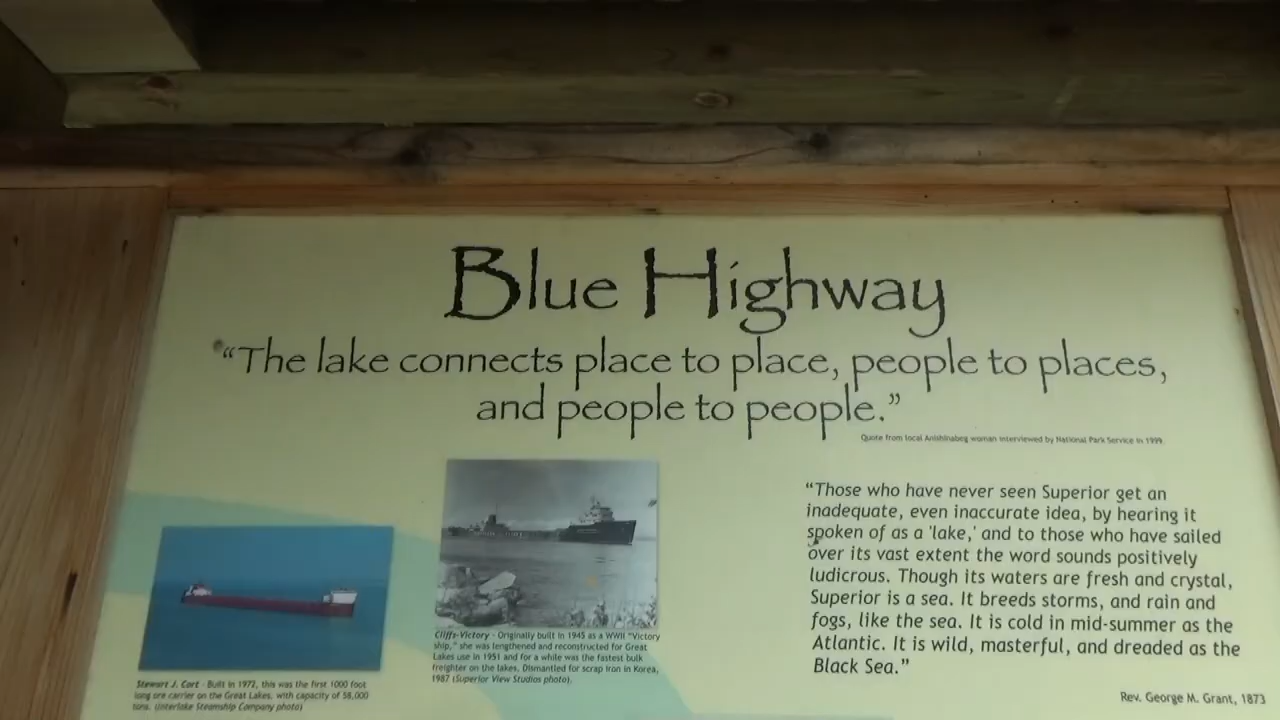 Blue Highway
“The lake connects place to place, people to places,
and people to people.”
Quote from local Anishinabeg woman interviewed by National Park Service in 1999
“Those who have never seen Superior get an
inadequate, even inaccurate idea, by hearing it
spoken of as a 'lake,' and to those who have sailed
over its vast extent the word sounds positively
ludicrous. Though its waters are fresh and crystal,
Superior is a sea. It breeds storms, and rain and
fogs, like the sea. It is cold in mid-summer as the
Atlantic. It is wild, masterful, and dreaded as the
Black Sea.”
Rev. George M. Grant, 1873
Cliffs-Victory - Originally built in 1945 as a WWII "Victory
ship," she was lengthened and reconstructed for Great
Lakes use in 1951 and for a while was the fastest bulk
freighter on the lakes. Dismantled for scrap iron in Korea,
1987 (Superior View Studios photo).
Stewart J. Cort - Built in 1972, this was the first 1000 foot
long ore carrier on the Great Lakes, with capacity of 58,000
tons. (Interlake Steamship Company photo)